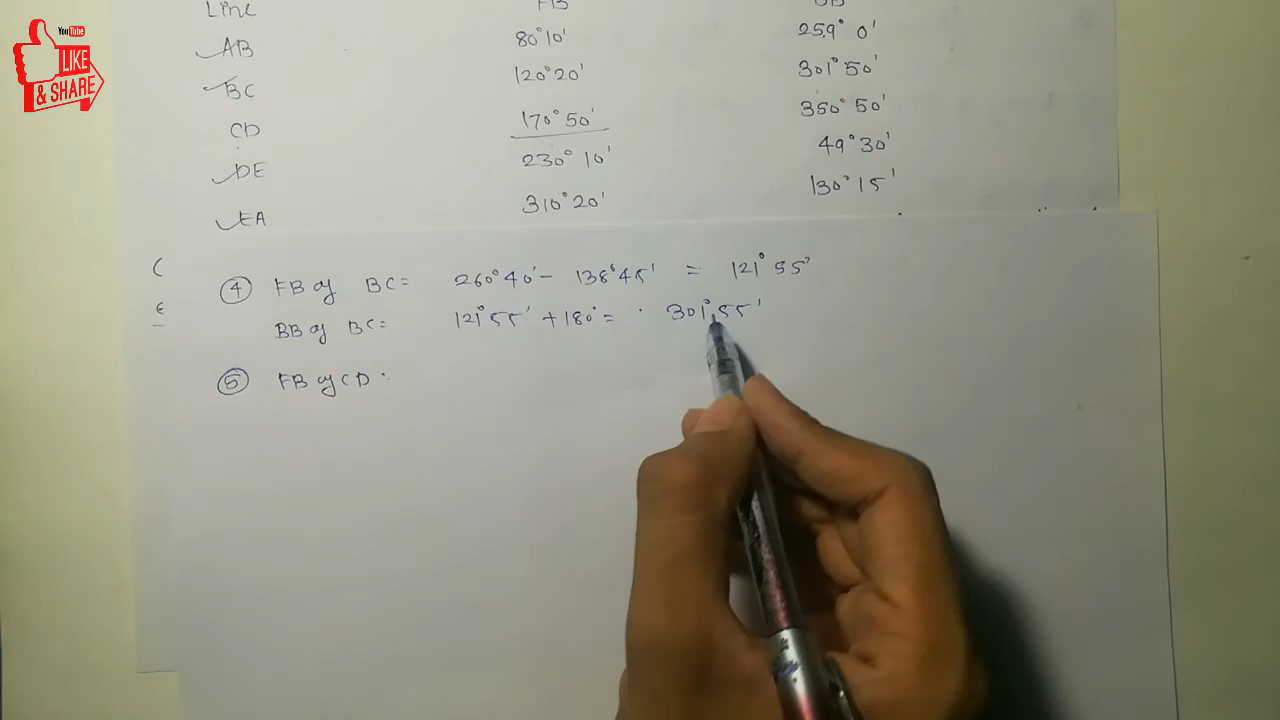 YouTube
LIKE
& SHARE
Line FB
AB 80°10' 259° 0'
BC 120°20' 301°50'
CD 170°50' 350°50'
DE 230°10' 49°30'
EA 310°20' 130°15'
④ FB of BC= 260°40'- 138°45' = 121°55'
BB of BC= 121°55' +180°= 301°55'
⑤ FB of CD